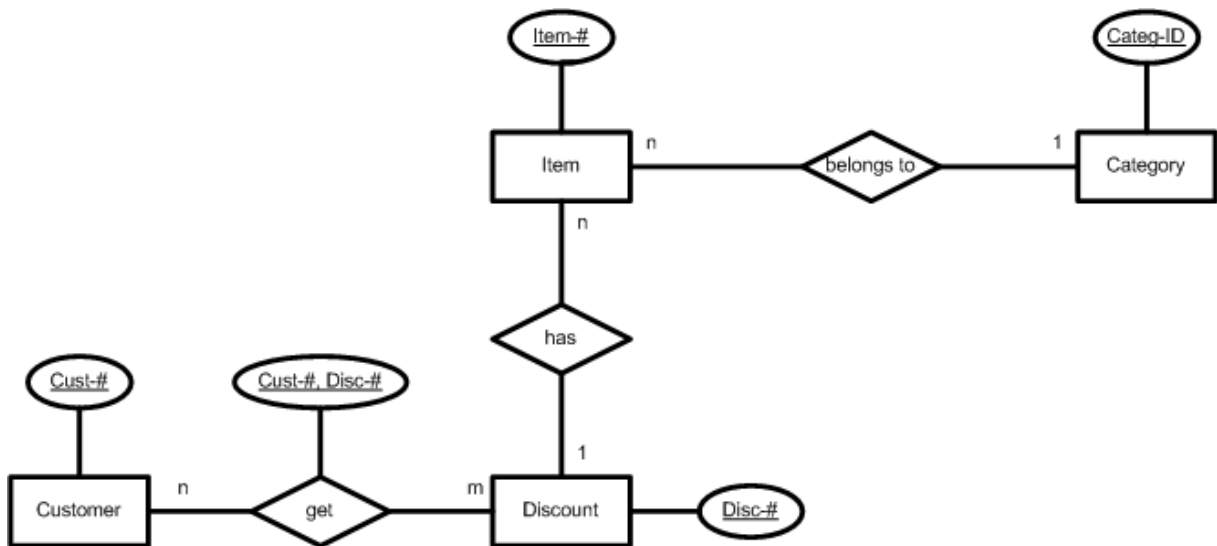 Item-#
Categ-ID
n
1
Item
belongs to
Category
n
has
Cust-#
Cust-#, Disc-#
1
n
m
Customer
get
Discount
Disc-#